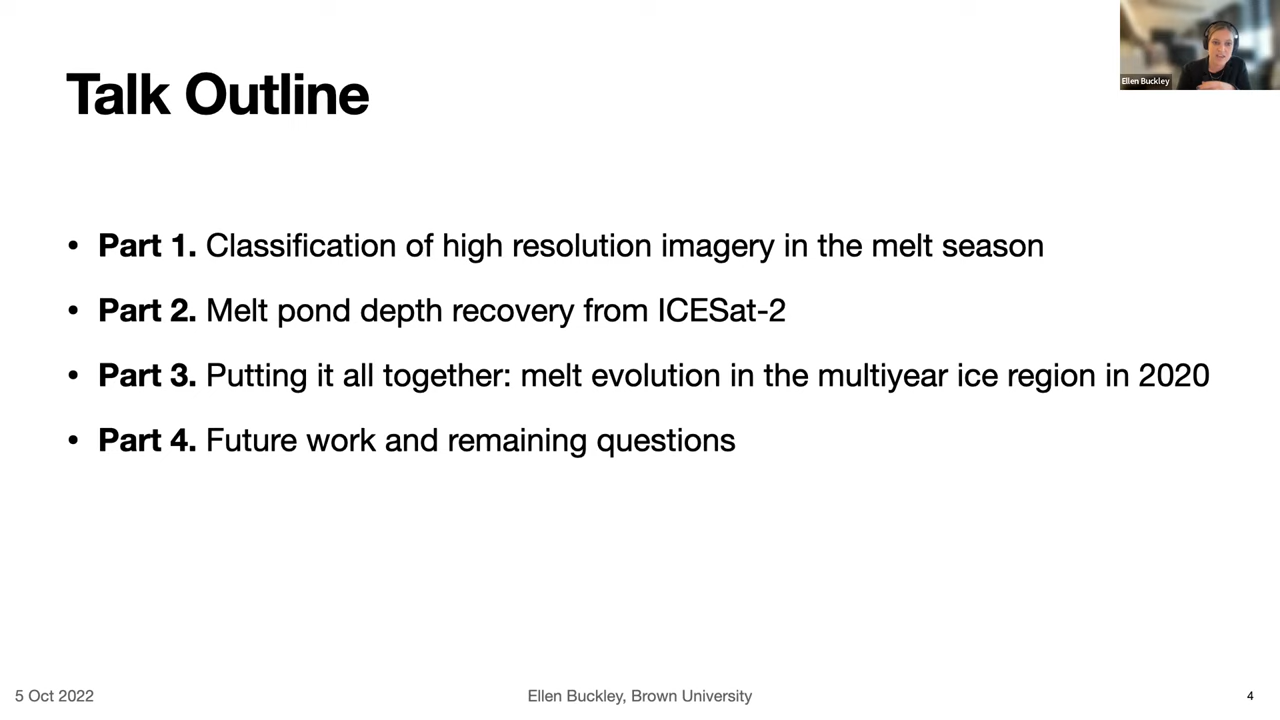 Talk Outline
Ellen Buckley
• Part 1. Classification of high resolution imagery in the melt season
• Part 2. Melt pond depth recovery from ICESat-2
• Part 3. Putting it all together: melt evolution in the multiyear ice region in 2020
• Part 4. Future work and remaining questions
5 Oct 2022
Ellen Buckley, Brown University
4